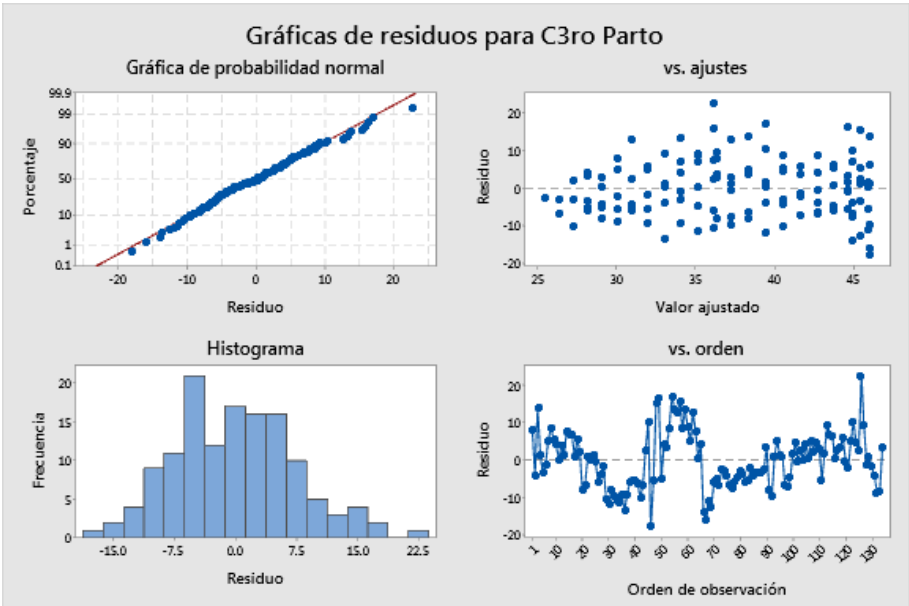 Gráficas de residuos para C3ro Parto
Gráfica de probabilidad normal
99.9
99
90
50
10
1
0.1
Porcentaje
-20 -10 0 10 20
Residuo
vs. ajustes
20
10
0
-10
-20
Residuo
25 30 35 40 45
Valor ajustado
Histograma
20
15
10
5
0
Frecuencia
-15.0 -7.5 0.0 7.5 15.0 22.5
Residuo
vs. orden
20
10
0
-10
-20
Residuo
1 10 20 30 40 50 60 70 80 90 100 110 120 130
Orden de observación